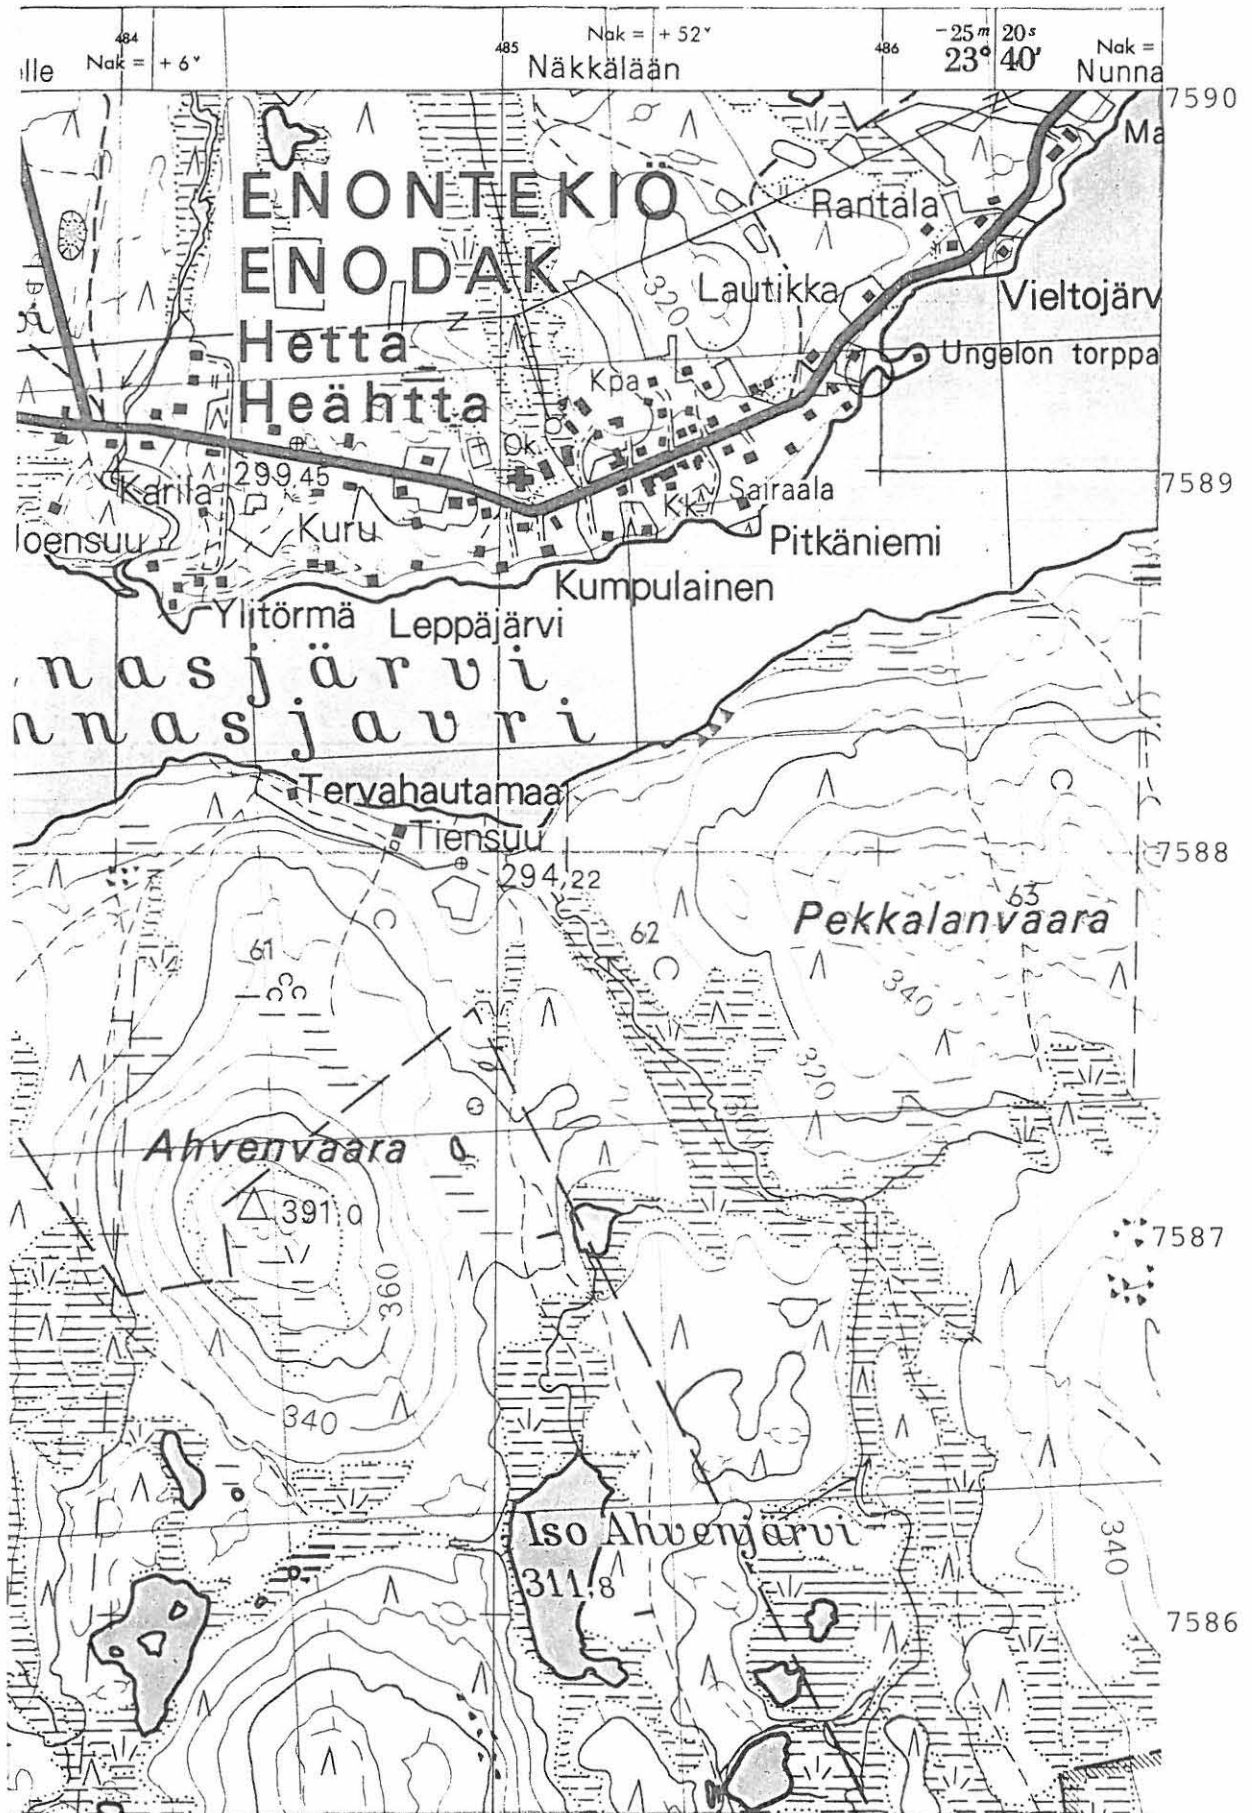 484
485
486
-25ᵐ 20ˢ
Nak = + 6ᵛ
Nak = + 52ᵛ
23° 40'
Nak =
lle
Näkkälään
Nunna
7590
Ma
ENONTEKIÖ
Rantala
ENODAK
320
Lautikka
Vieltojärv
Hetta
Ungelon torppa
Kpa
Heähtta
Ok
299,45
7589
Karila
Sairaala
Kk
Kuru
Joensuu
Pitkäniemi
Kumpulainen
Ylitörmä
Leppäjärvi
nasjärvi
nnasjavri
Tervahautamaa
Tiensuu
7588
294,22
63
Pekkalanvaara
62
61
340
320
Ahvenvaara
391,0
7587
360
340
Iso Ahvenjärvi
340
311,8
7586